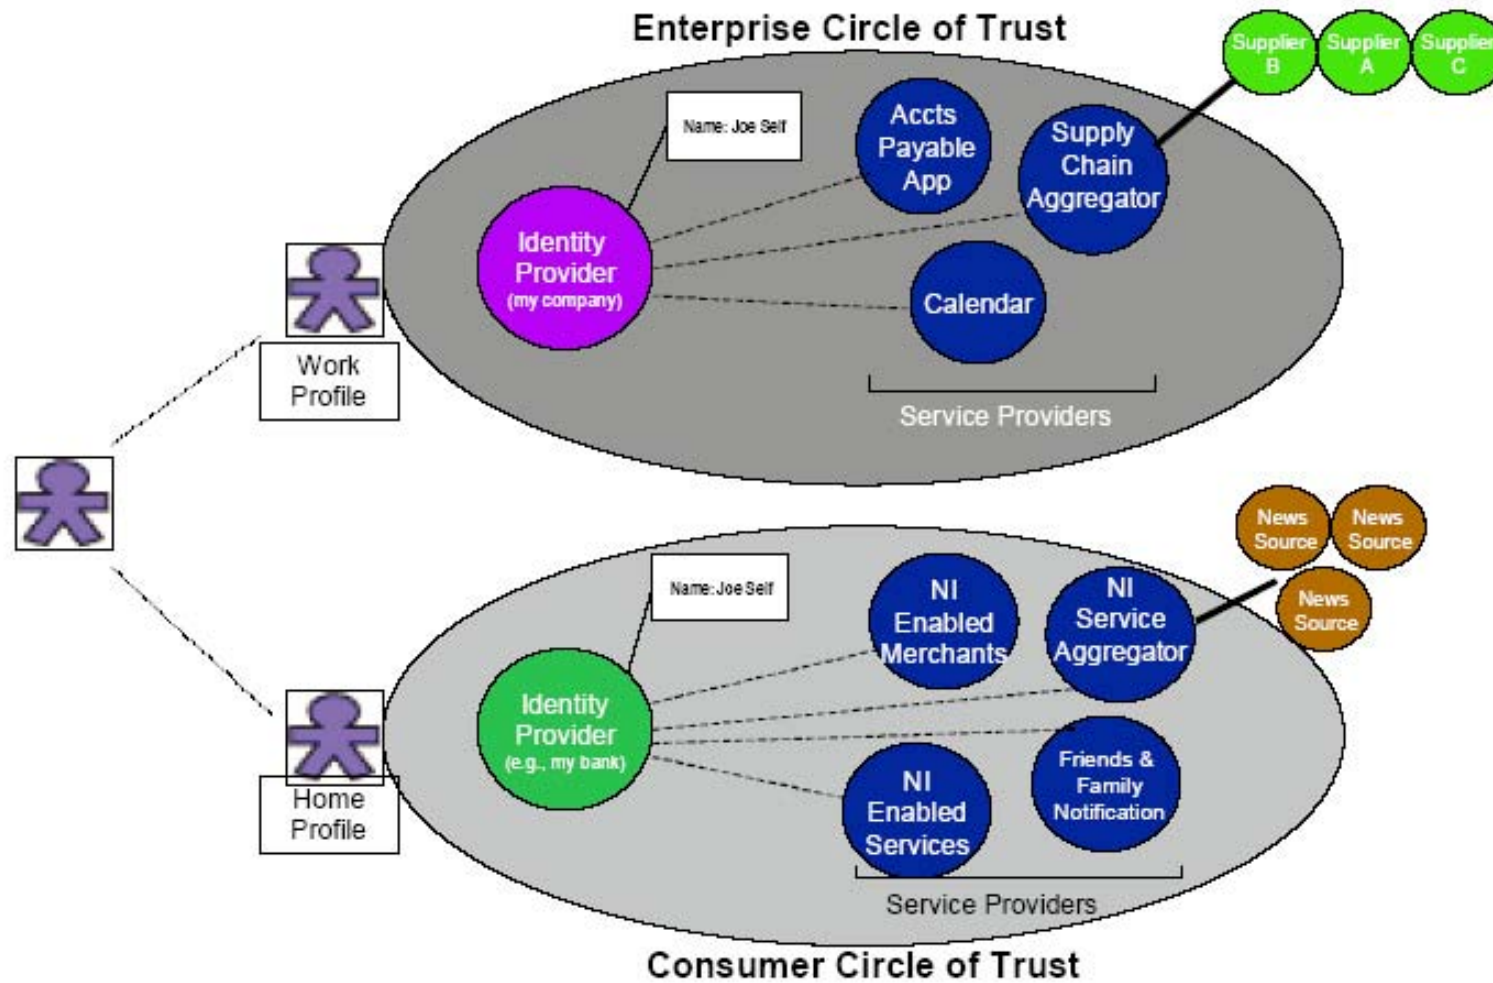 Enterprise Circle of Trust
Supplier
B
Supplier
A
Supplier
C
Name: Joe Self
Accts
Payable
App
Supply
Chain
Aggregator
Identity
Provider
(my company)
Calendar
Service Providers
Work
Profile
News
Source
News
Source
News
Source
Name: Joe Self
NI
Enabled
Merchants
NI
Service
Aggregator
Identity
Provider
(e.g., my bank)
NI
Enabled
Services
Friends &
Family
Notification
Service Providers
Home
Profile
Consumer Circle of Trust